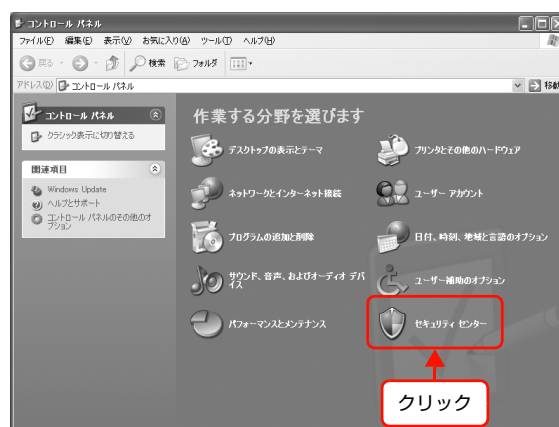 コントロール パネル
ファイル(F) 編集(E) 表示(V) お気に入り(A) ツール(T) ヘルプ(H)
戻る 検索 フォルダ
アドレス(D) コントロール パネル 移動
コントロール パネル
クラシック表示に切り替える
関連項目
Windows Update
ヘルプとサポート
コントロール パネルのその他のオ
プション
作業する分野を選びます
デスクトップの表示とテーマ
プリンタとその他のハードウェア
ネットワークとインターネット接続
ユーザー アカウント
プログラムの追加と削除
日付、時刻、地域と言語のオプション
サウンド、音声、およびオーディオ デバ
イス
ユーザー補助のオプション
パフォーマンスとメンテナンス
セキュリティ センター
クリック